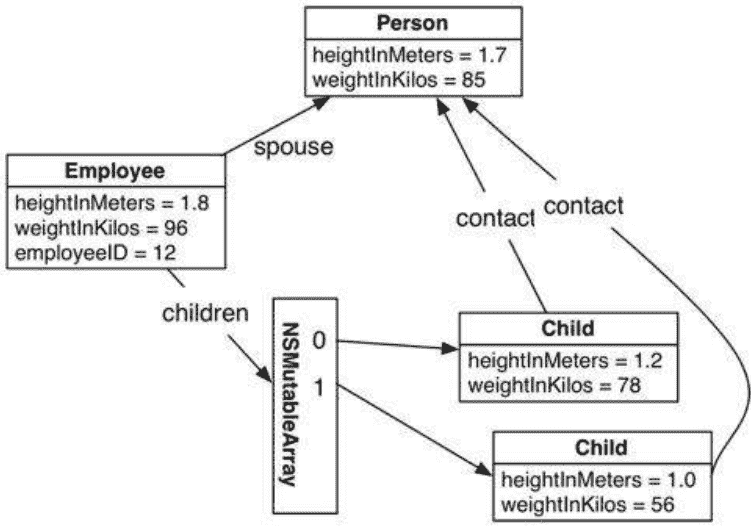 Person
heightInMeters = 1.7
weightInKilos = 85
spouse
Employee
heightInMeters = 1.8
weightInKilos = 96
employeeID = 12
contact
contact
children
NSMutableArray
0
1
Child
heightInMeters = 1.2
weightInKilos = 78
Child
heightInMeters = 1.0
weightInKilos = 56